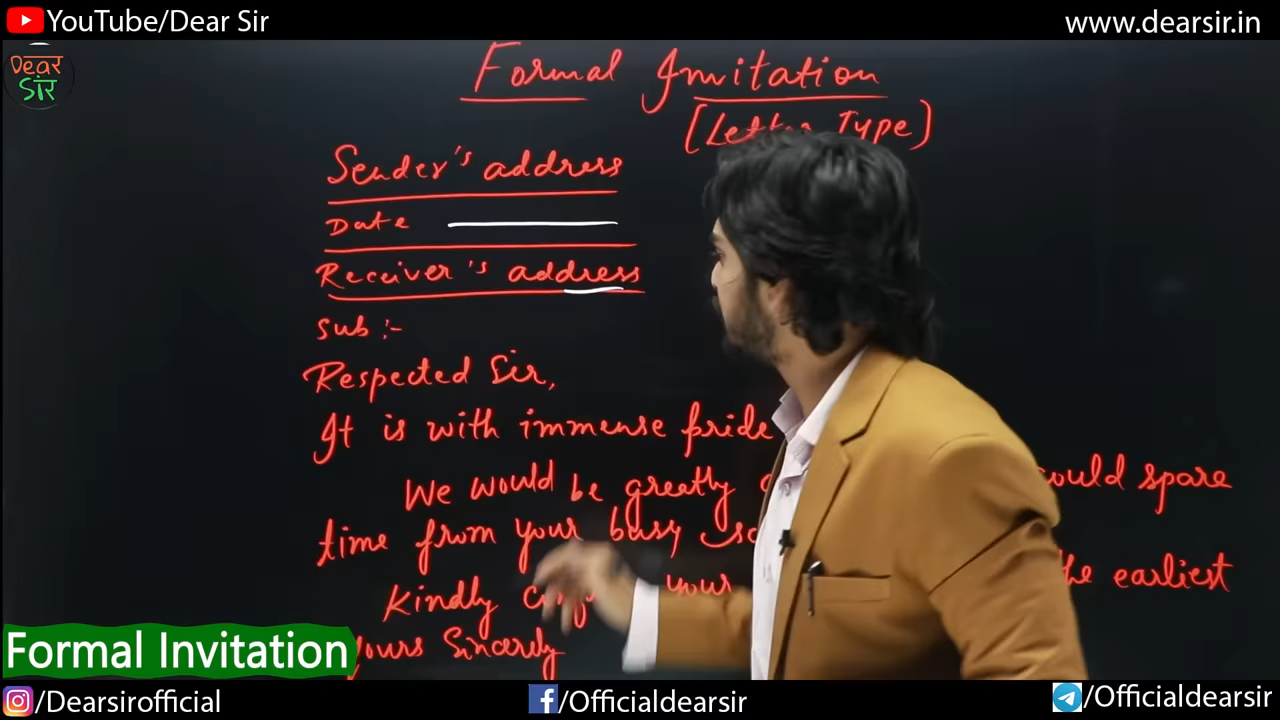 YouTube/Dear Sir
www.dearsir.in
Dear
सर
Formal Invitation
[Letter Type]
Sender's address
Date
Receiver's address
Sub :-
Respected Sir,
It is with immense pride
We would be greatly could spare
time from your busy
Kindly your the earliest
Yours Sincerely
Formal Invitation
/Dearsirofficial
/Officialdearsir
/Officialdearsir